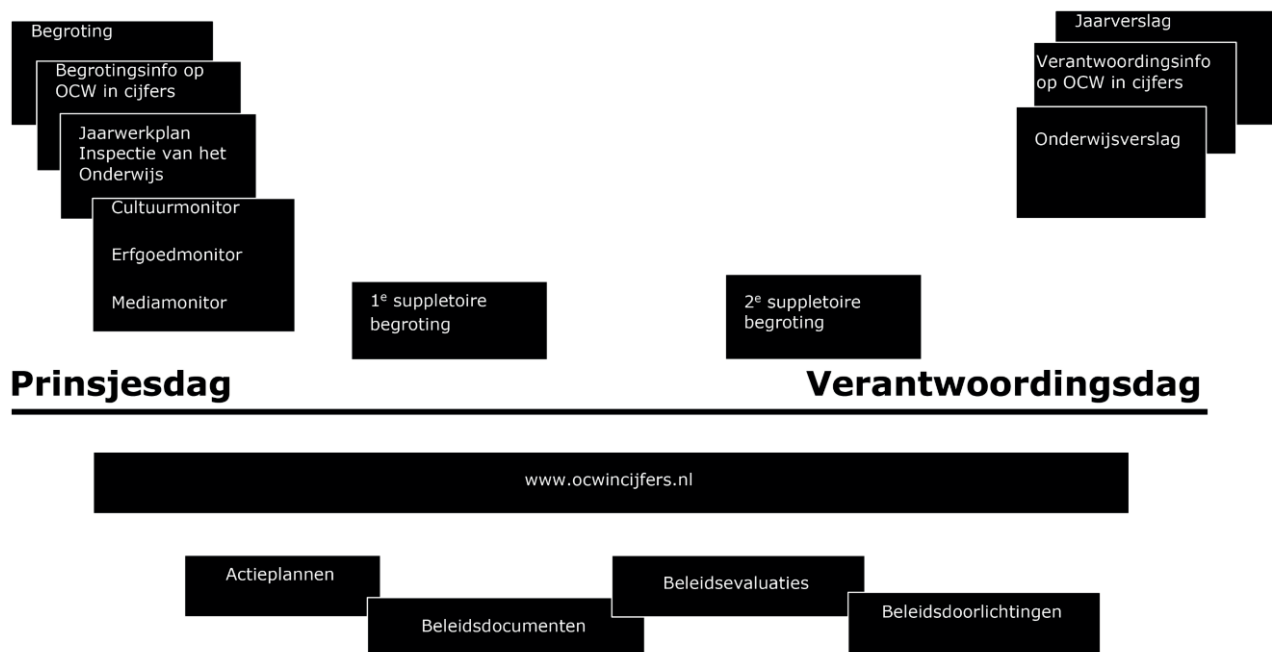 Begroting
Begrotingsinfo op
OCW in cijfers
Jaarwerkplan
Inspectie van het
Onderwijs
Cultuurmonitor
Erfgoedmonitor
Mediamonitor
1e suppletoire
begroting
2e suppletoire
begroting
Jaarverslag
Verantwoordingsinfo
op OCW in cijfers
Onderwijsverslag
Prinsjesdag
Verantwoordingsdag
www.ocwincijfers.nl
Actieplannen
Beleidsdocumenten
Beleidsevaluaties
Beleidsdoorlichtingen